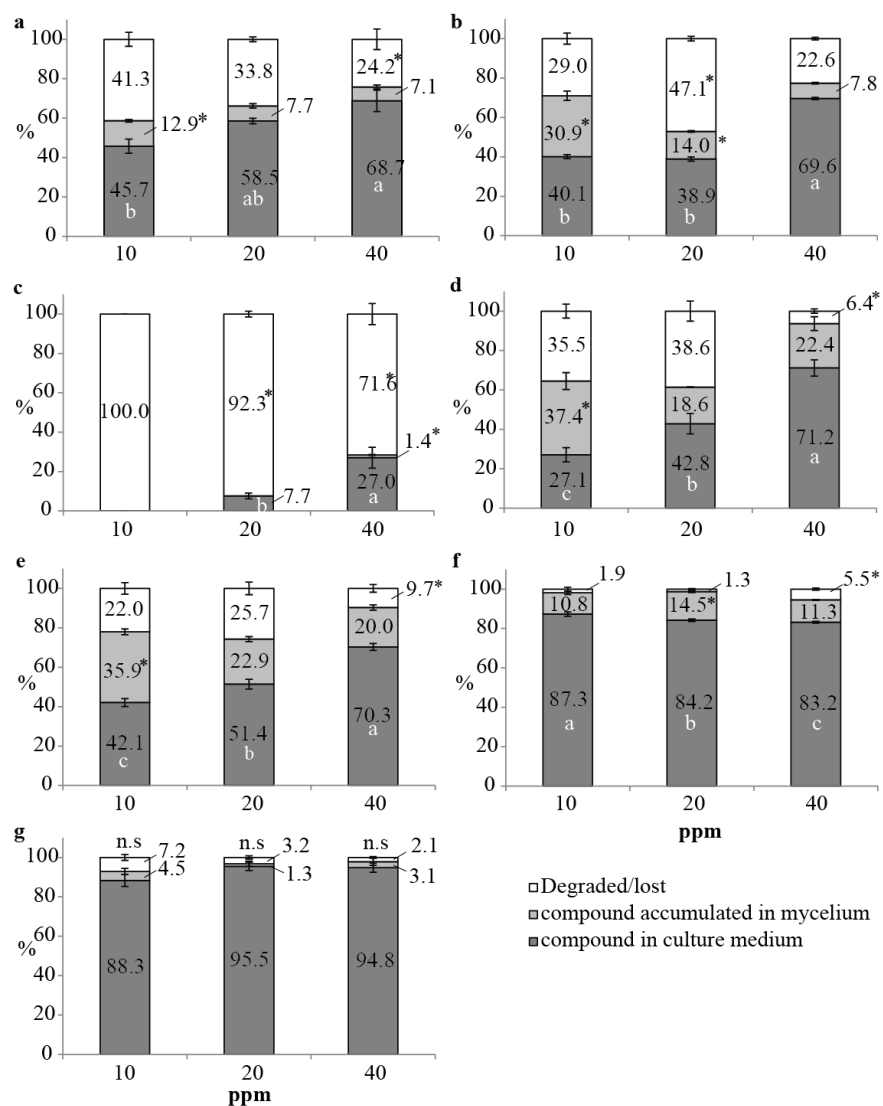 a
100
80
60
%
40
20
0
41.3
12.9*
45.7
b
33.8
7.7
58.5
ab
24.2*
7.1
68.7
a
10 20 40
b
100
80
60
%
40
20
0
29.0
30.9*
40.1
b
47.1*
14.0 *
38.9
b
22.6
7.8
69.6
a
10 20 40
c
100
80
60
%
40
20
0
100.0
92.3*
b
7.7
71.6*
1.4*
27.0
a
10 20 40
d
100
80
60
%
40
20
0
35.5
37.4*
27.1
c
38.6
18.6
42.8
b
6.4*
22.4
71.2
a
10 20 40
e
100
80
60
%
40
20
0
22.0
35.9*
42.1
c
25.7
22.9
51.4
b
9.7*
20.0
70.3
a
10 20 40
f
100
80
60
%
40
20
0
1.9
10.8
87.3
a
1.3
14.5*
84.2
b
5.5*
11.3
83.2
c
10 20 40
ppm
g
100
80
60
%
40
20
0
n.s
7.2
4.5
88.3
n.s
3.2
1.3
95.5
n.s
2.1
3.1
94.8
10 20 40
ppm
Degraded/lost
compound accumulated in mycelium
compound in culture medium